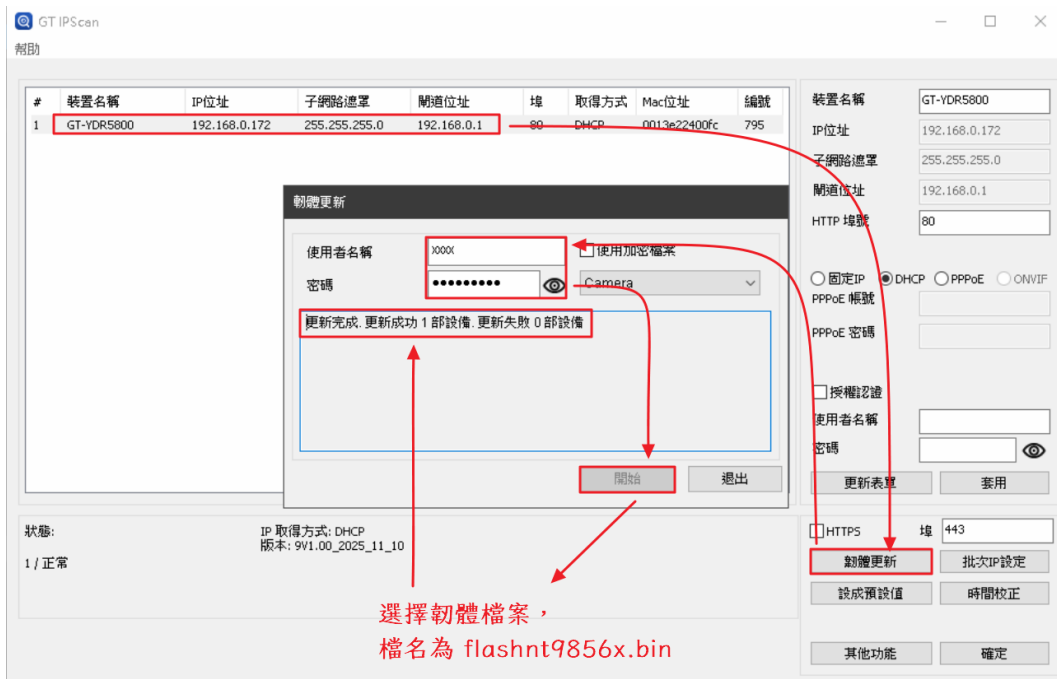 GT IPScan
幫助
# 裝置名稱 IP位址 子網路遮罩 閘道位址 埠 取得方式 Mac位址 編號
1 GT-YDR5800 192.168.0.172 255.255.255.0 192.168.0.1 80 DHCP 0013e22400fc 795
裝置名稱 GT-YDR5800
IP位址 192.168.0.172
子網路遮罩 255.255.255.0
閘道位址 192.168.0.1
HTTP 埠號 80
固定IP DHCP PPPoE ONVIF
PPPoE 帳號
PPPoE 密碼
授權認證
使用者名稱
密碼
更新表單 套用
韌體更新
使用者名稱 XXXX 使用加密檔案
密碼 ●●●●●●●●● Camera
更新完成. 更新成功 1 部設備. 更新失敗 0 部設備
開始 退出
狀態: IP 取得方式: DHCP
版本: 9V1.00_2025_11_10
1 / 正常
HTTPS 埠 443
韌體更新 批次IP設定
設成預設值 時間校正
其他功能 確定
選擇韌體檔案，
檔名為 flashnt9856x.bin